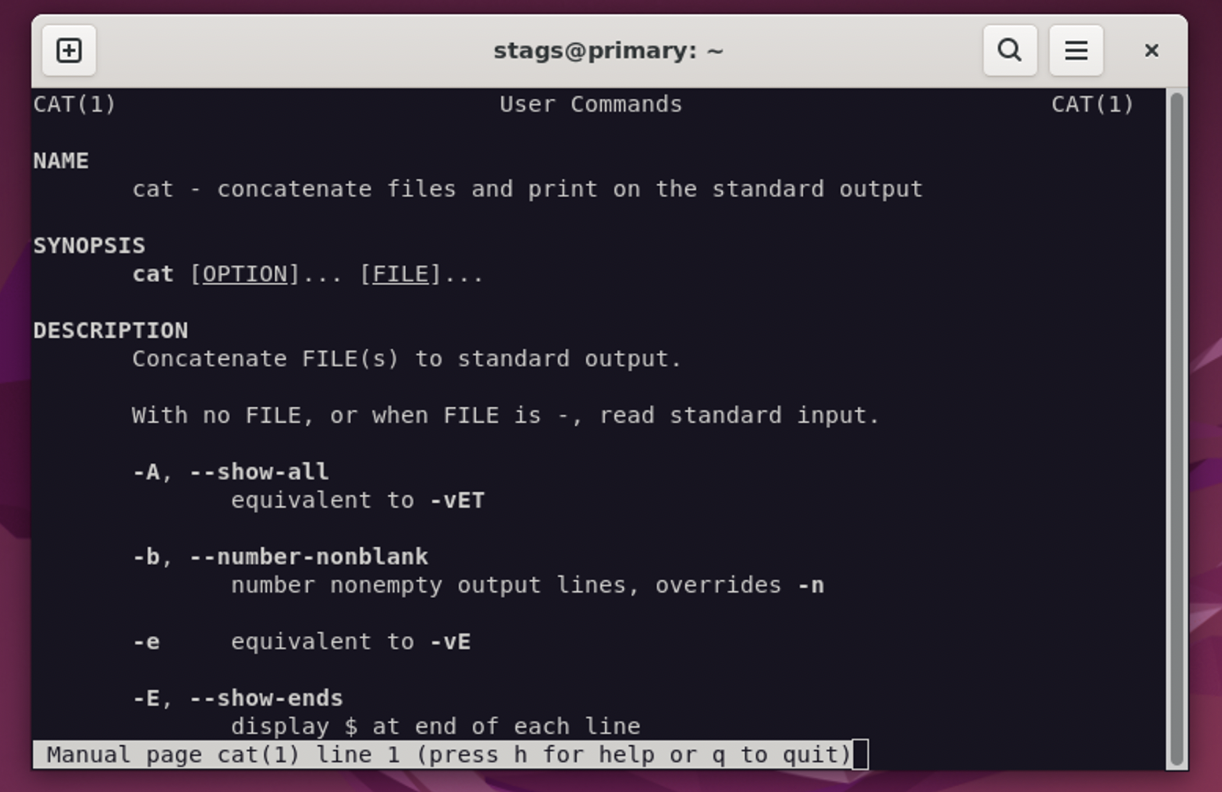 stags@primary: ~
CAT(1) User Commands CAT(1)
NAME
cat - concatenate files and print on the standard output
SYNOPSIS
cat [OPTION]... [FILE]...
DESCRIPTION
Concatenate FILE(s) to standard output.
With no FILE, or when FILE is -, read standard input.
-A, --show-all
equivalent to -vET
-b, --number-nonblank
number nonempty output lines, overrides -n
-e equivalent to -vE
-E, --show-ends
display $ at end of each line
Manual page cat(1) line 1 (press h for help or q to quit)